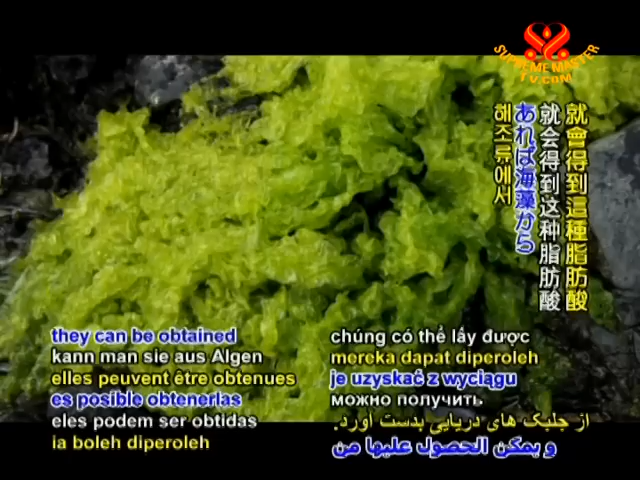 SUPREME MASTER
TV.COM
就會得到這種脂肪酸
就会得到这种脂肪酸
あれば海藻から
해조류에서
they can be obtained
kann man sie aus Algen
elles peuvent être obtenues
es posible obtenerlas
eles podem ser obtidas
ia boleh diperoleh
chúng có thể lấy được
mereka dapat diperoleh
je uzyskać z wyciągu
можно получить
از جلبک های دریایی بدست آورد.
و يمكن الحصول عليها من